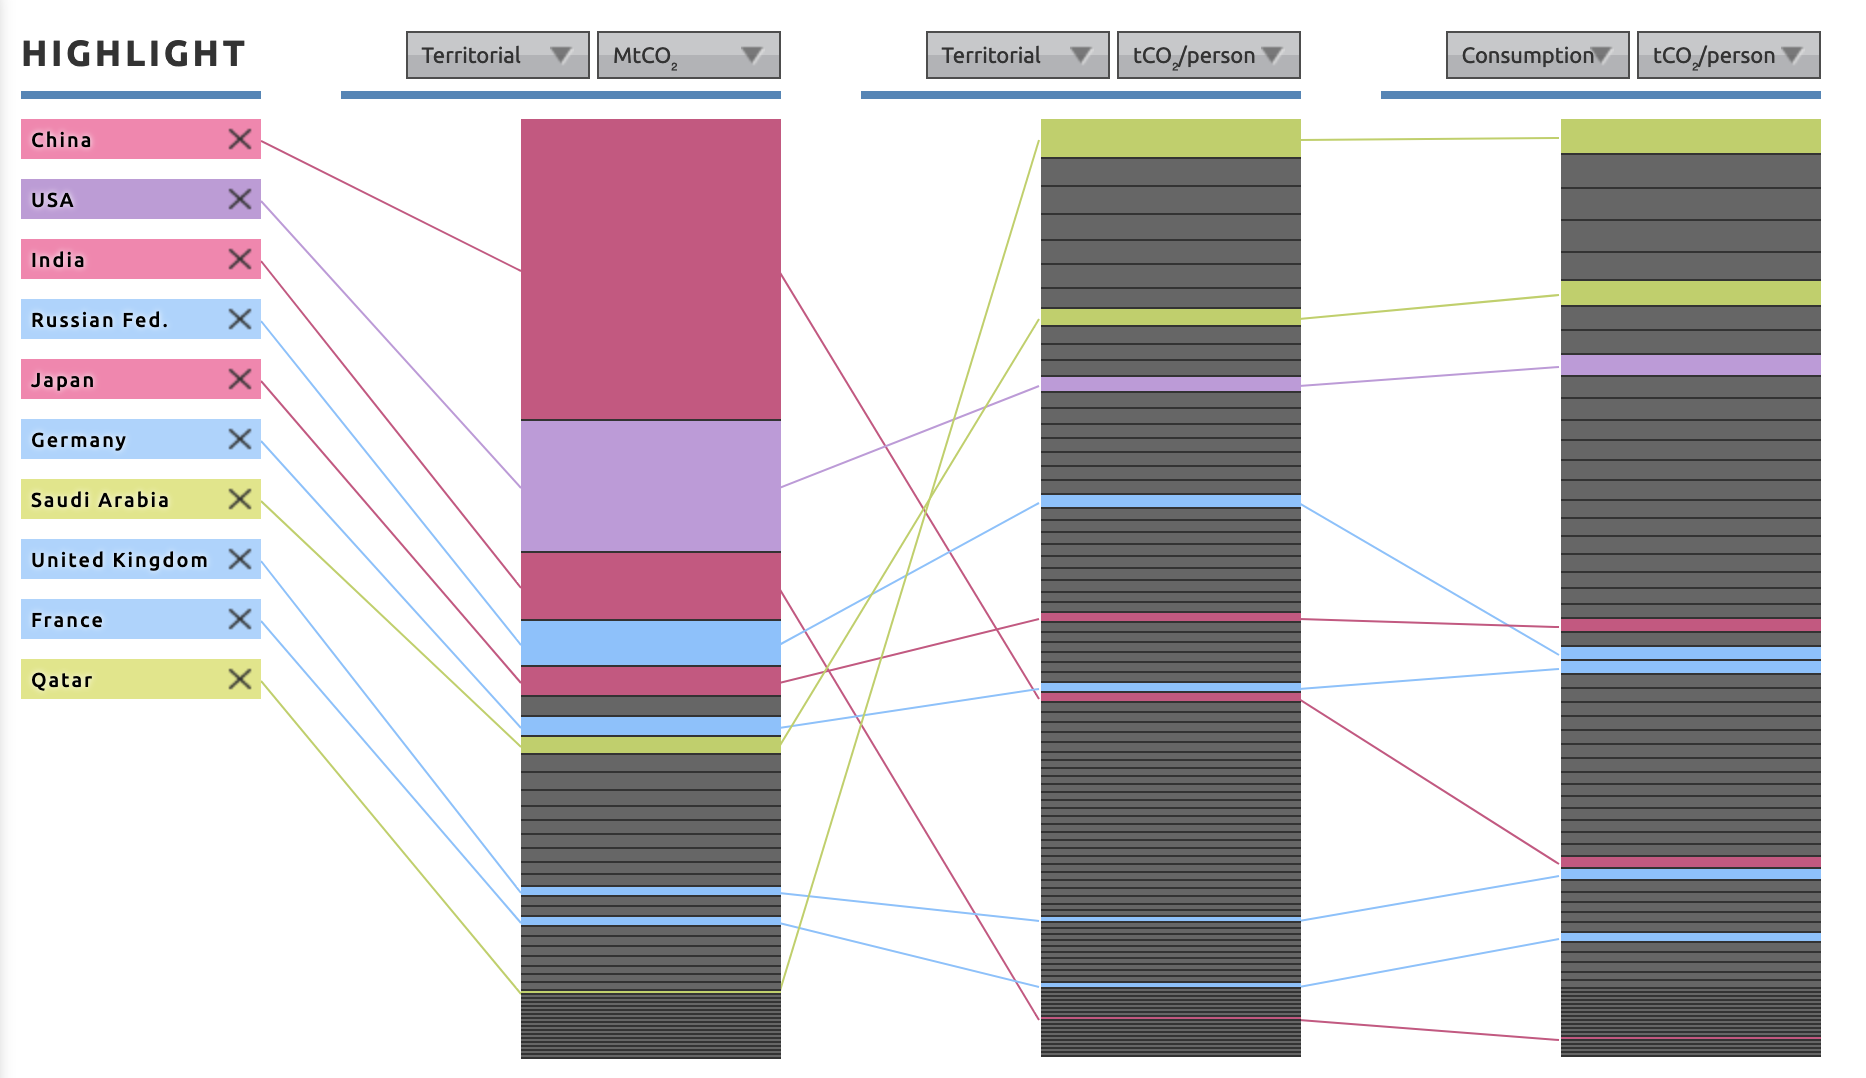 HIGHLIGHT
Territorial MtCO₂
Territorial tCO₂/person
Consumption tCO₂/person
China
USA
India
Russian Fed.
Japan
Germany
Saudi Arabia
United Kingdom
France
Qatar